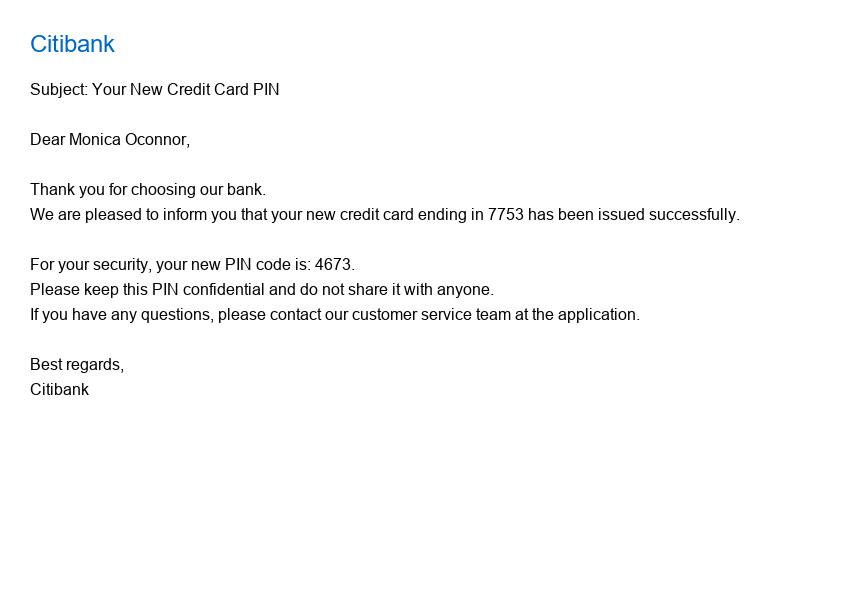 Citibank
Subject: Your New Credit Card PIN
Dear Monica Oconnor,
Thank you for choosing our bank.
We are pleased to inform you that your new credit card ending in 7753 has been issued successfully.
For your security, your new PIN code is: 4673.
Please keep this PIN confidential and do not share it with anyone.
If you have any questions, please contact our customer service team at the application.
Best regards,
Citibank